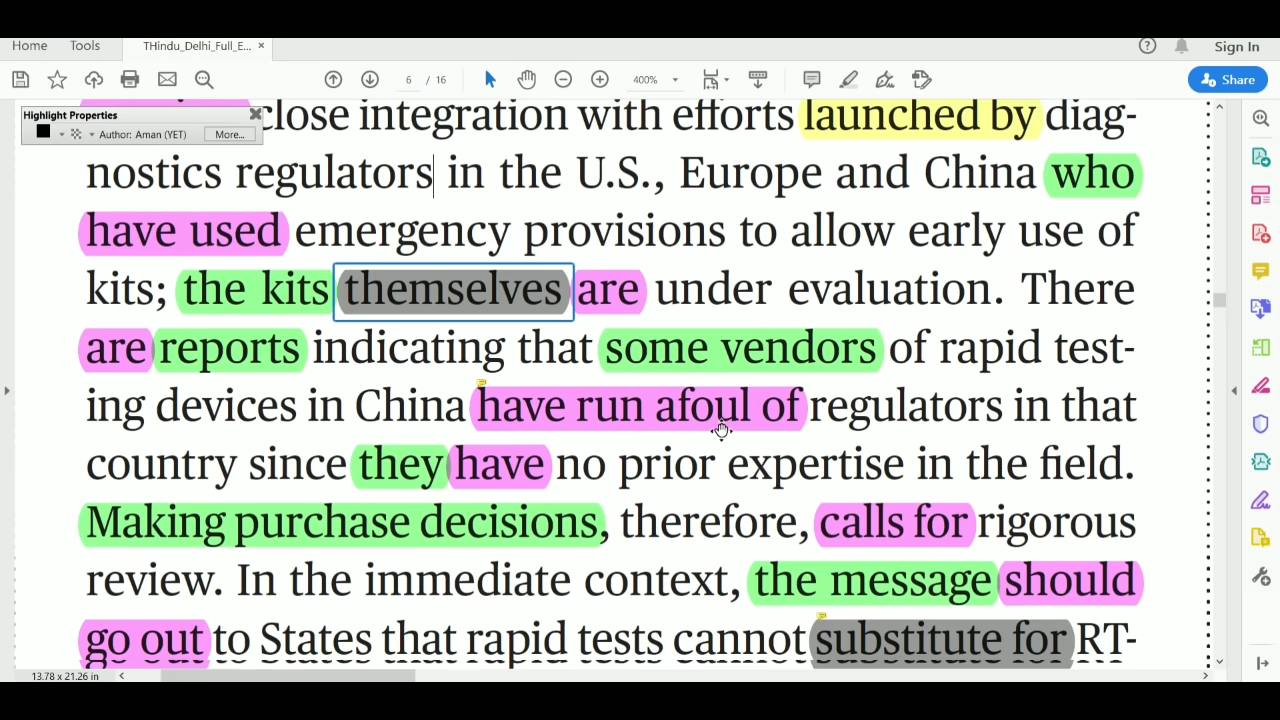 Home Tools THindu_Delhi_Full_E... × Sign In
6 / 16 400% Share
Highlight Properties
Author: Aman (YET) More...
close integration with efforts launched by diag-
nostics regulators in the U.S., Europe and China who
have used emergency provisions to allow early use of
kits; the kits themselves are under evaluation. There
are reports indicating that some vendors of rapid test-
ing devices in China have run afoul of regulators in that
country since they have no prior expertise in the field.
Making purchase decisions, therefore, calls for rigorous
review. In the immediate context, the message should
go out to States that rapid tests cannot substitute for RT-
13.78 x 21.26 in